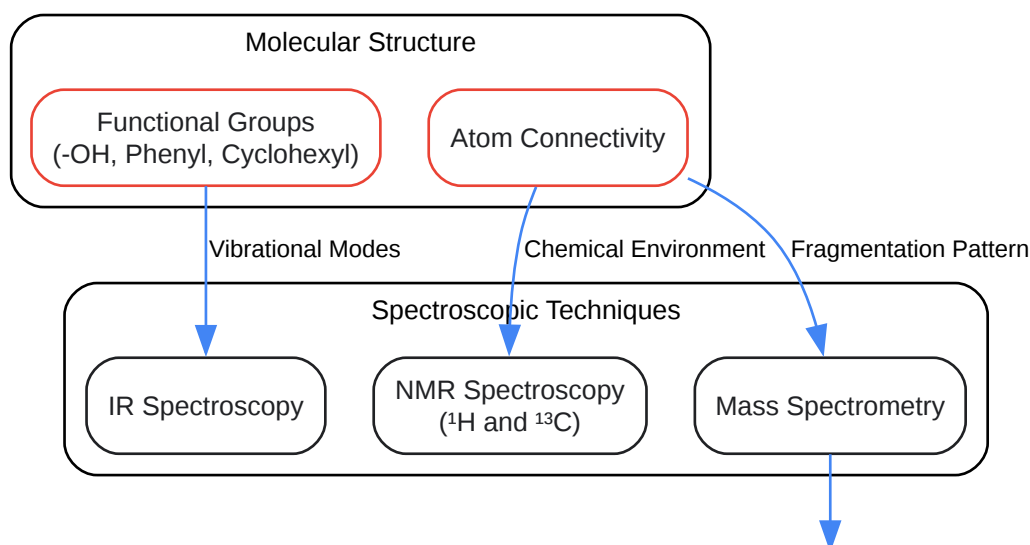 Molecular Structure
Functional Groups
(-OH, Phenyl, Cyclohexyl)
Atom Connectivity
Vibrational Modes
Chemical Environment
Fragmentation Pattern
Spectroscopic Techniques
IR Spectroscopy
NMR Spectroscopy
(¹H and ¹³C)
Mass Spectrometry